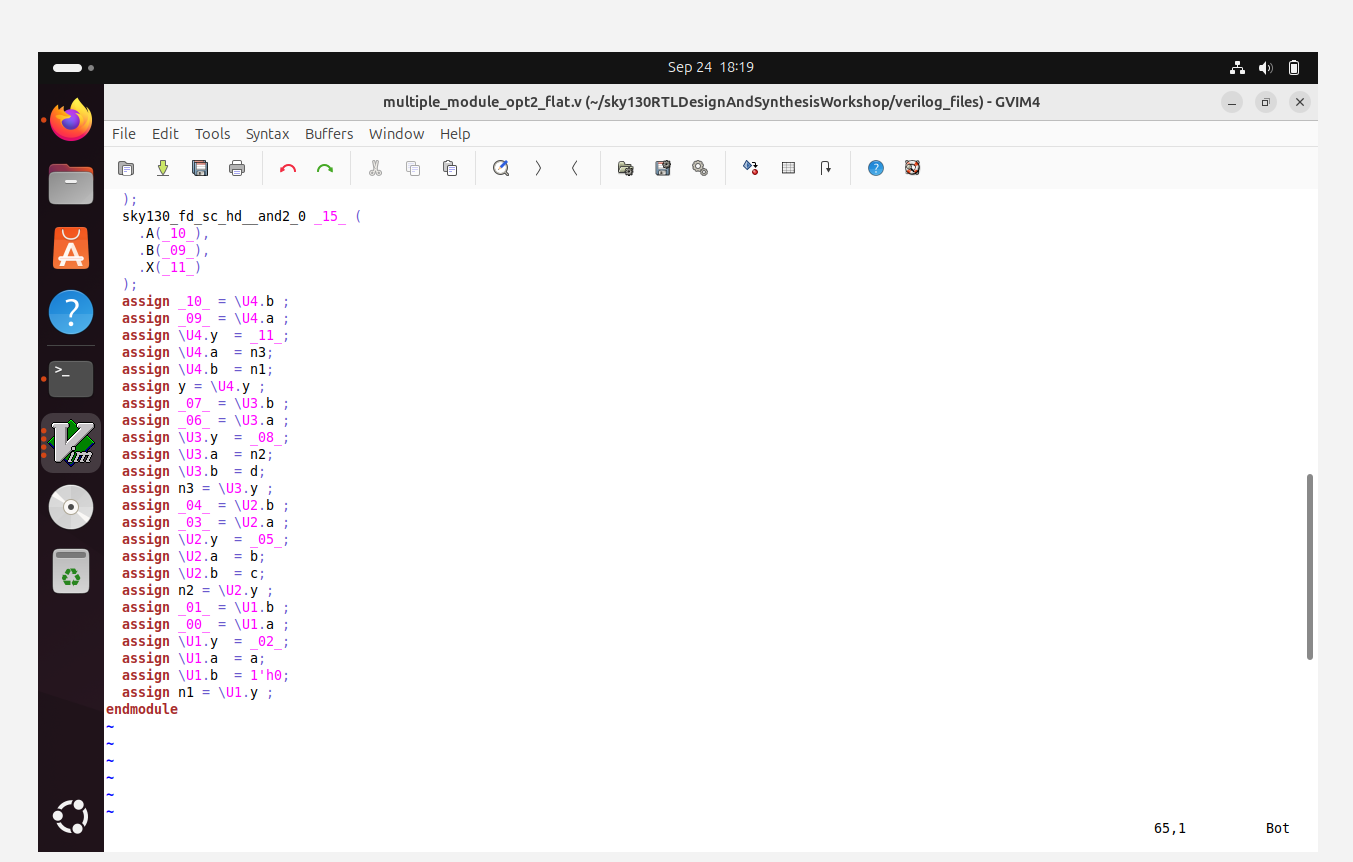 Sep 24 18:19
multiple_module_opt2_flat.v (~/sky130RTLDesignAndSynthesisWorkshop/verilog_files) - GVIM4
File Edit Tools Syntax Buffers Window Help
);
sky130_fd_sc_hd__and2_0 _15_ (
.A(_10_),
.B(_09_),
.X(_11_)
);
assign _10_ = \U4.b ;
assign _09_ = \U4.a ;
assign \U4.y  = _11_;
assign \U4.a  = n3;
assign \U4.b  = n1;
assign y = \U4.y ;
assign _07_ = \U3.b ;
assign _06_ = \U3.a ;
assign \U3.y  = _08_;
assign \U3.a  = n2;
assign \U3.b  = d;
assign n3 = \U3.y ;
assign _04_ = \U2.b ;
assign _03_ = \U2.a ;
assign \U2.y  = _05_;
assign \U2.a  = b;
assign \U2.b  = c;
assign n2 = \U2.y ;
assign _01_ = \U1.b ;
assign _00_ = \U1.a ;
assign \U1.y  = _02_;
assign \U1.a  = a;
assign \U1.b  = 1'h0;
assign n1 = \U1.y ;
endmodule
~
~
~
~
~
~
65,1 Bot